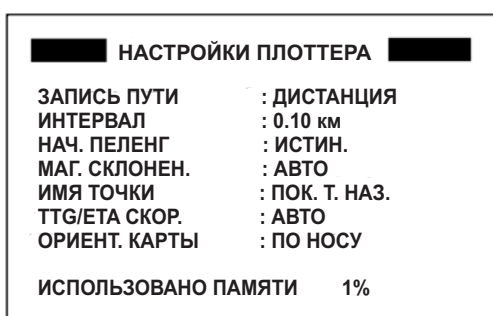 НАСТРОЙКИ ПЛОТТЕРА
ЗАПИСЬ ПУТИ : ДИСТАНЦИЯ
ИНТЕРВАЛ : 0.10 км
НАЧ. ПЕЛЕНГ : ИСТИН.
МАГ. СКЛОНЕН. : АВТО
ИМЯ ТОЧКИ : ПОК. Т. НАЗ.
TTG/ETA СКОР. : АВТО
ОРИЕНТ. КАРТЫ : ПО НОСУ
ИСПОЛЬЗОВАНО ПАМЯТИ 1%